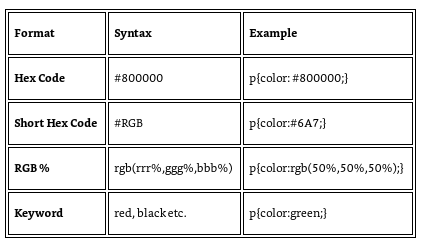 Format Syntax Example
Hex Code #800000 p{color: #800000;}
Short Hex Code #RGB p{color:#6A7;}
RGB % rgb(rrr%,ggg%,bbb%) p{color:rgb(50%,50%,50%);}
Keyword red, black etc. p{color:green;}